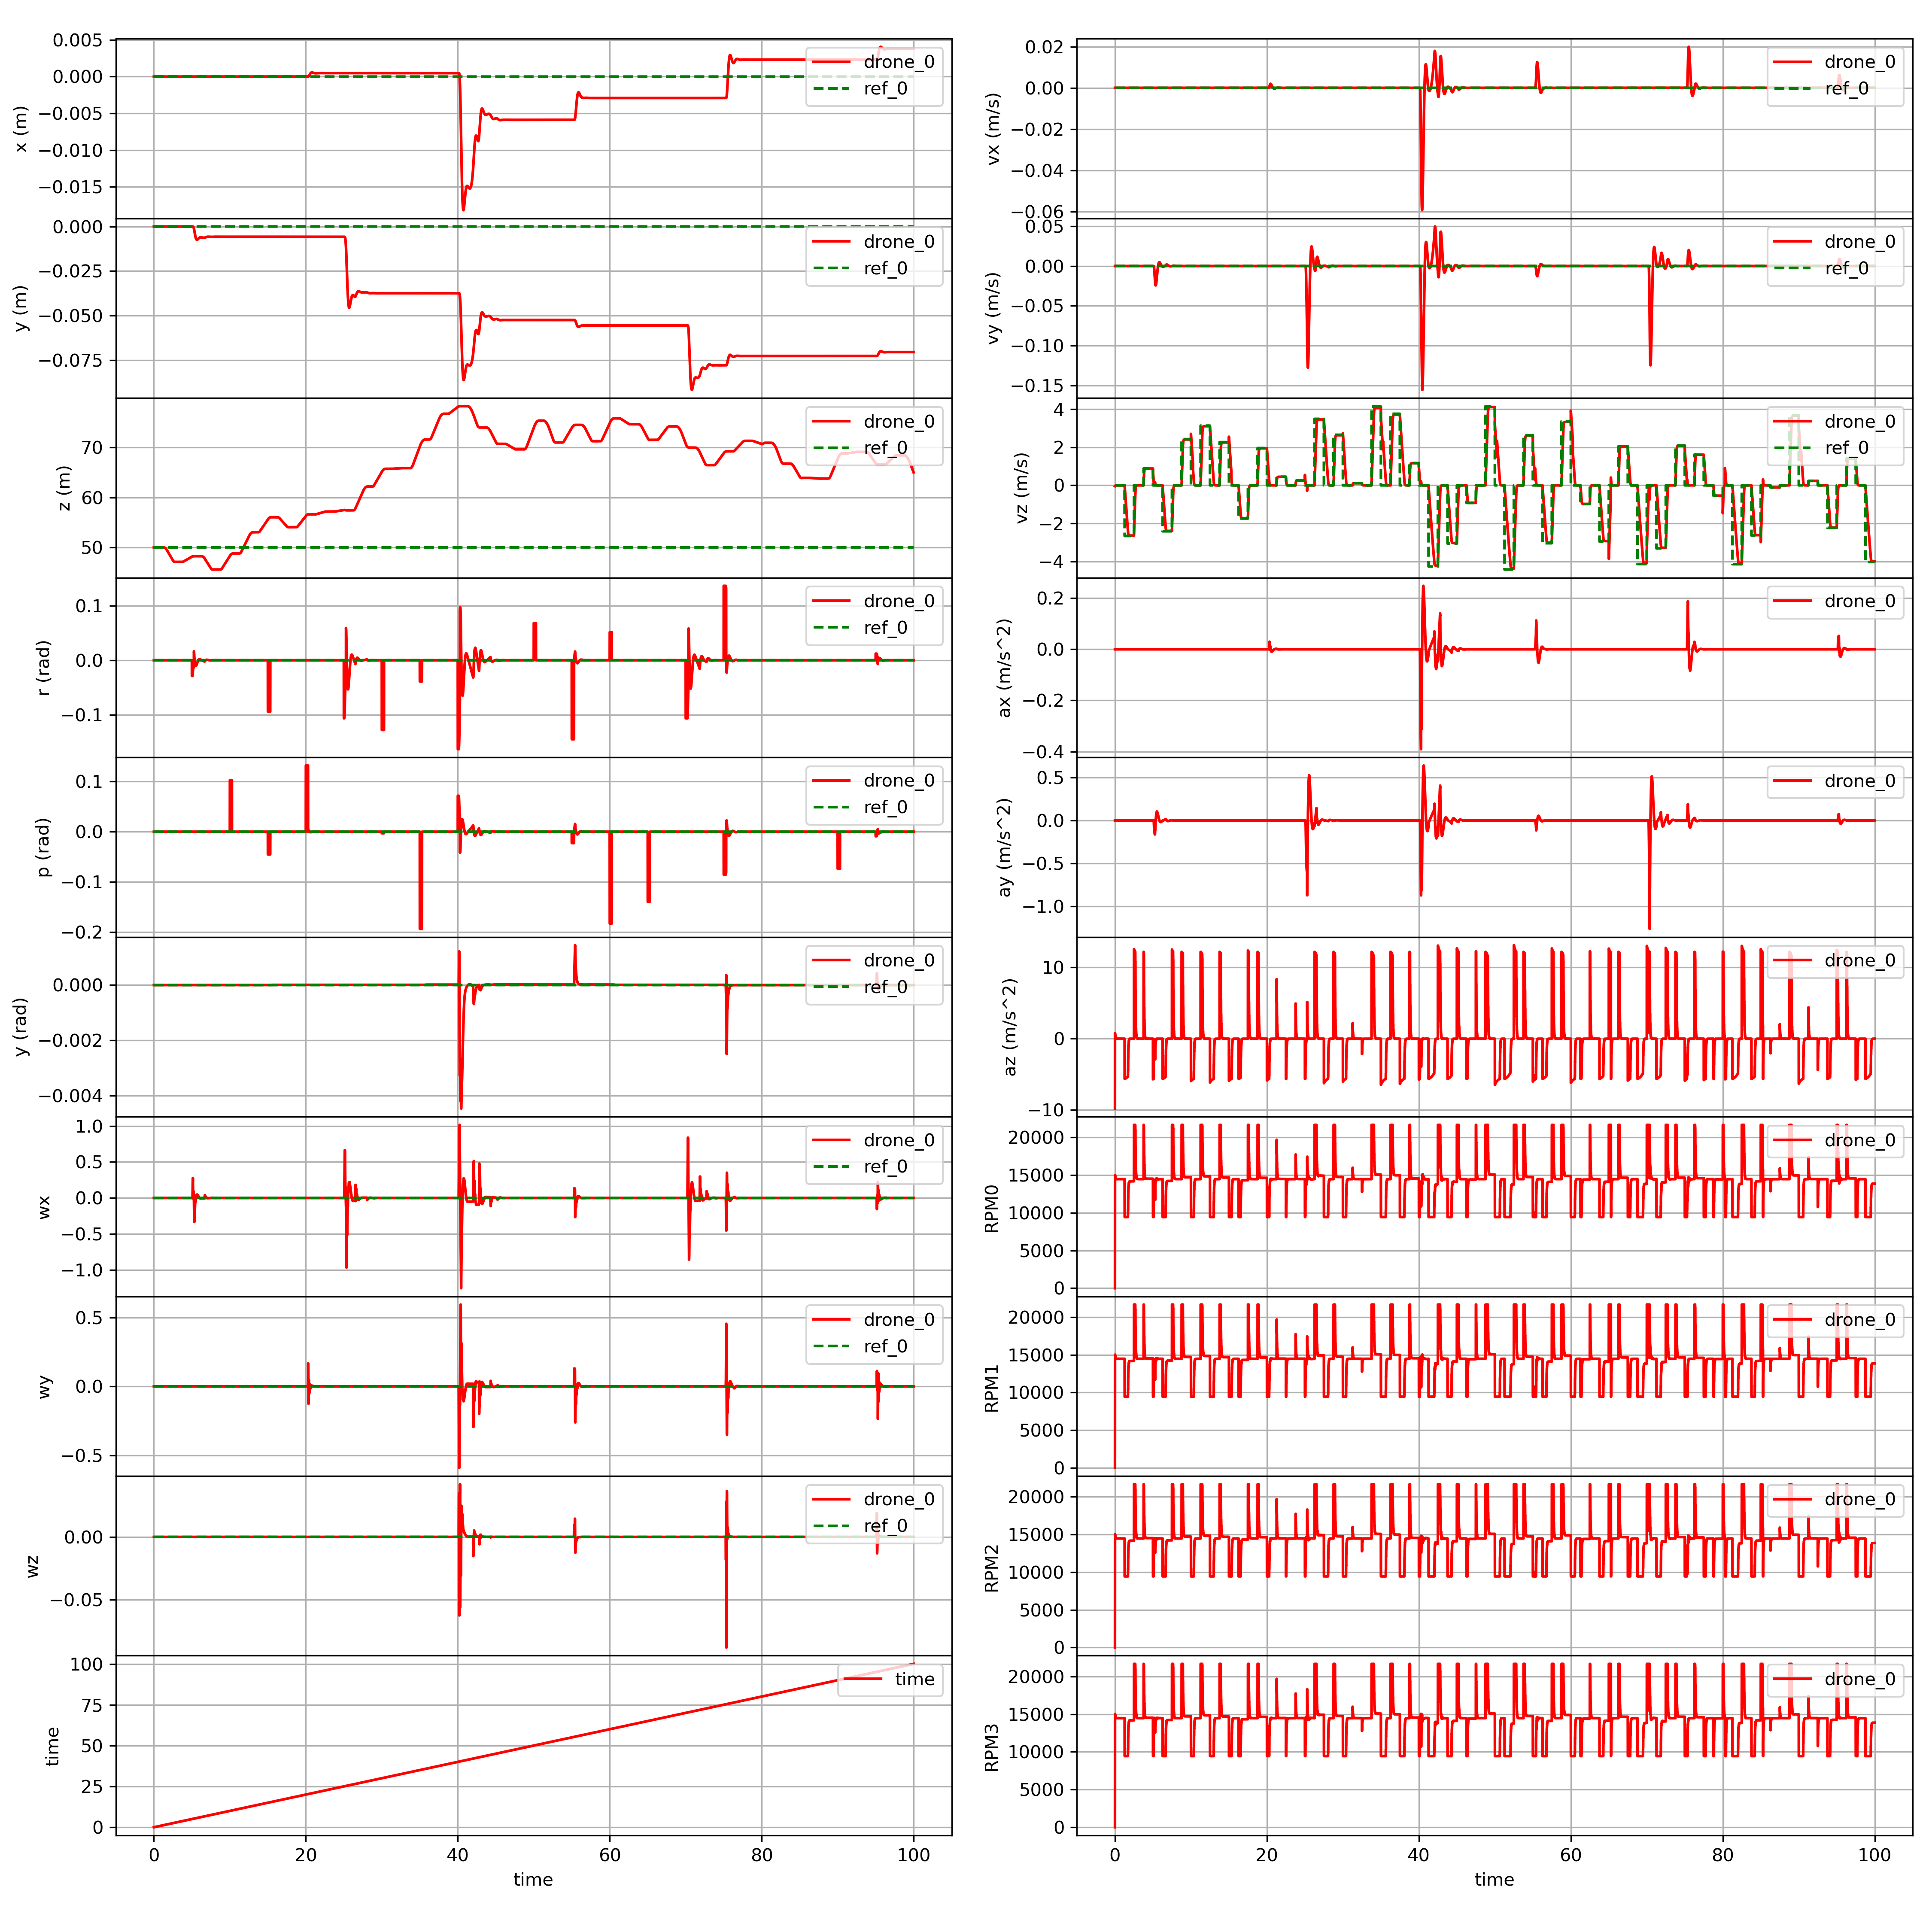 0.005
0.000
−0.005
−0.010
−0.015
x (m)
drone_0
ref_0
0.000
−0.025
−0.050
−0.075
y (m)
drone_0
ref_0
70
60
50
z (m)
drone_0
ref_0
0.1
0.0
−0.1
r (rad)
drone_0
ref_0
0.1
0.0
−0.1
−0.2
p (rad)
drone_0
ref_0
0.000
−0.002
−0.004
y (rad)
drone_0
ref_0
1.0
0.5
0.0
−0.5
−1.0
wx
drone_0
ref_0
0.5
0.0
−0.5
wy
drone_0
ref_0
0.00
−0.05
wz
drone_0
ref_0
100
75
50
25
0
time
time
0 20 40 60 80 100
time
0.02
0.00
−0.02
−0.04
−0.06
vx (m/s)
drone_0
ref_0
0.05
0.00
−0.05
−0.10
−0.15
vy (m/s)
drone_0
ref_0
4
2
0
−2
−4
vz (m/s)
drone_0
ref_0
0.2
0.0
−0.2
−0.4
ax (m/s^2)
drone_0
0.5
0.0
−0.5
−1.0
ay (m/s^2)
drone_0
10
0
−10
az (m/s^2)
drone_0
20000
15000
10000
5000
0
RPM0
drone_0
20000
15000
10000
5000
0
RPM1
drone_0
20000
15000
10000
5000
0
RPM2
drone_0
20000
15000
10000
5000
0
RPM3
drone_0
0 20 40 60 80 100
time